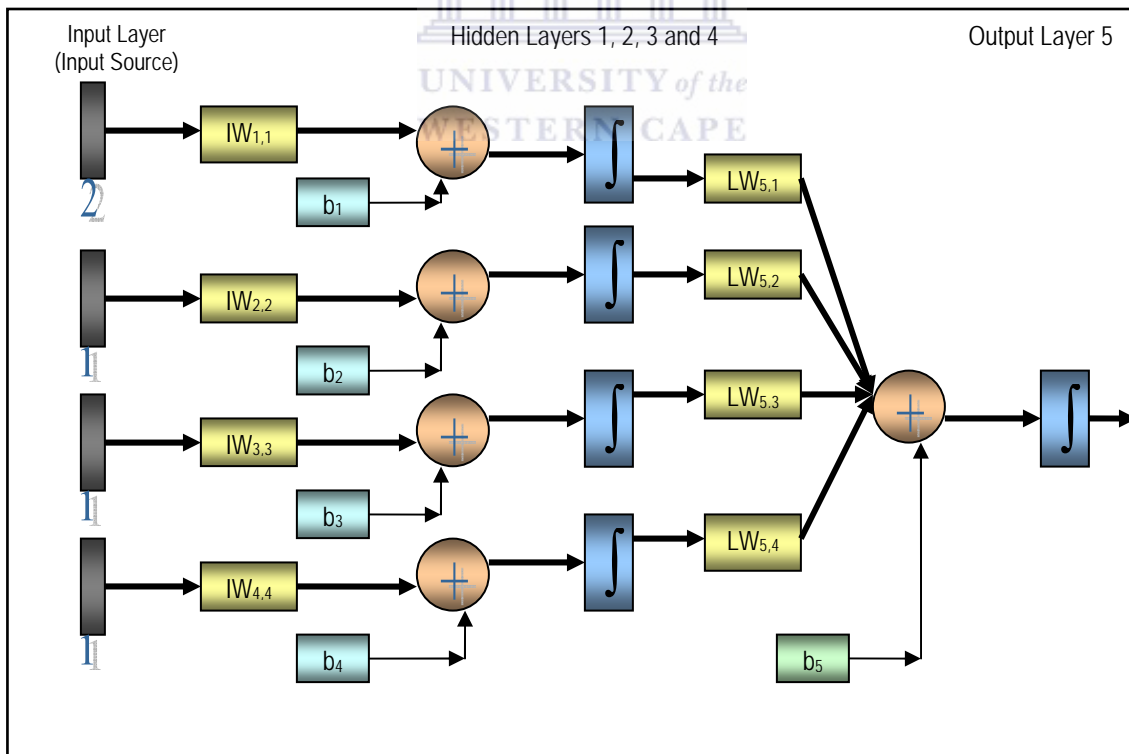 Input Layer
(Input Source)
Hidden Layers 1, 2, 3 and 4
Output Layer 5
UNIVERSITY of the
WESTERN CAPE
IW1,1
b1
∫
LW5,1
2
IW2,2
b2
∫
LW5,2
1
IW3,3
b3
∫
LW5.3
1
∫
IW4,4
b4
∫
LW5,4
1
b5
+
+
+
+
+